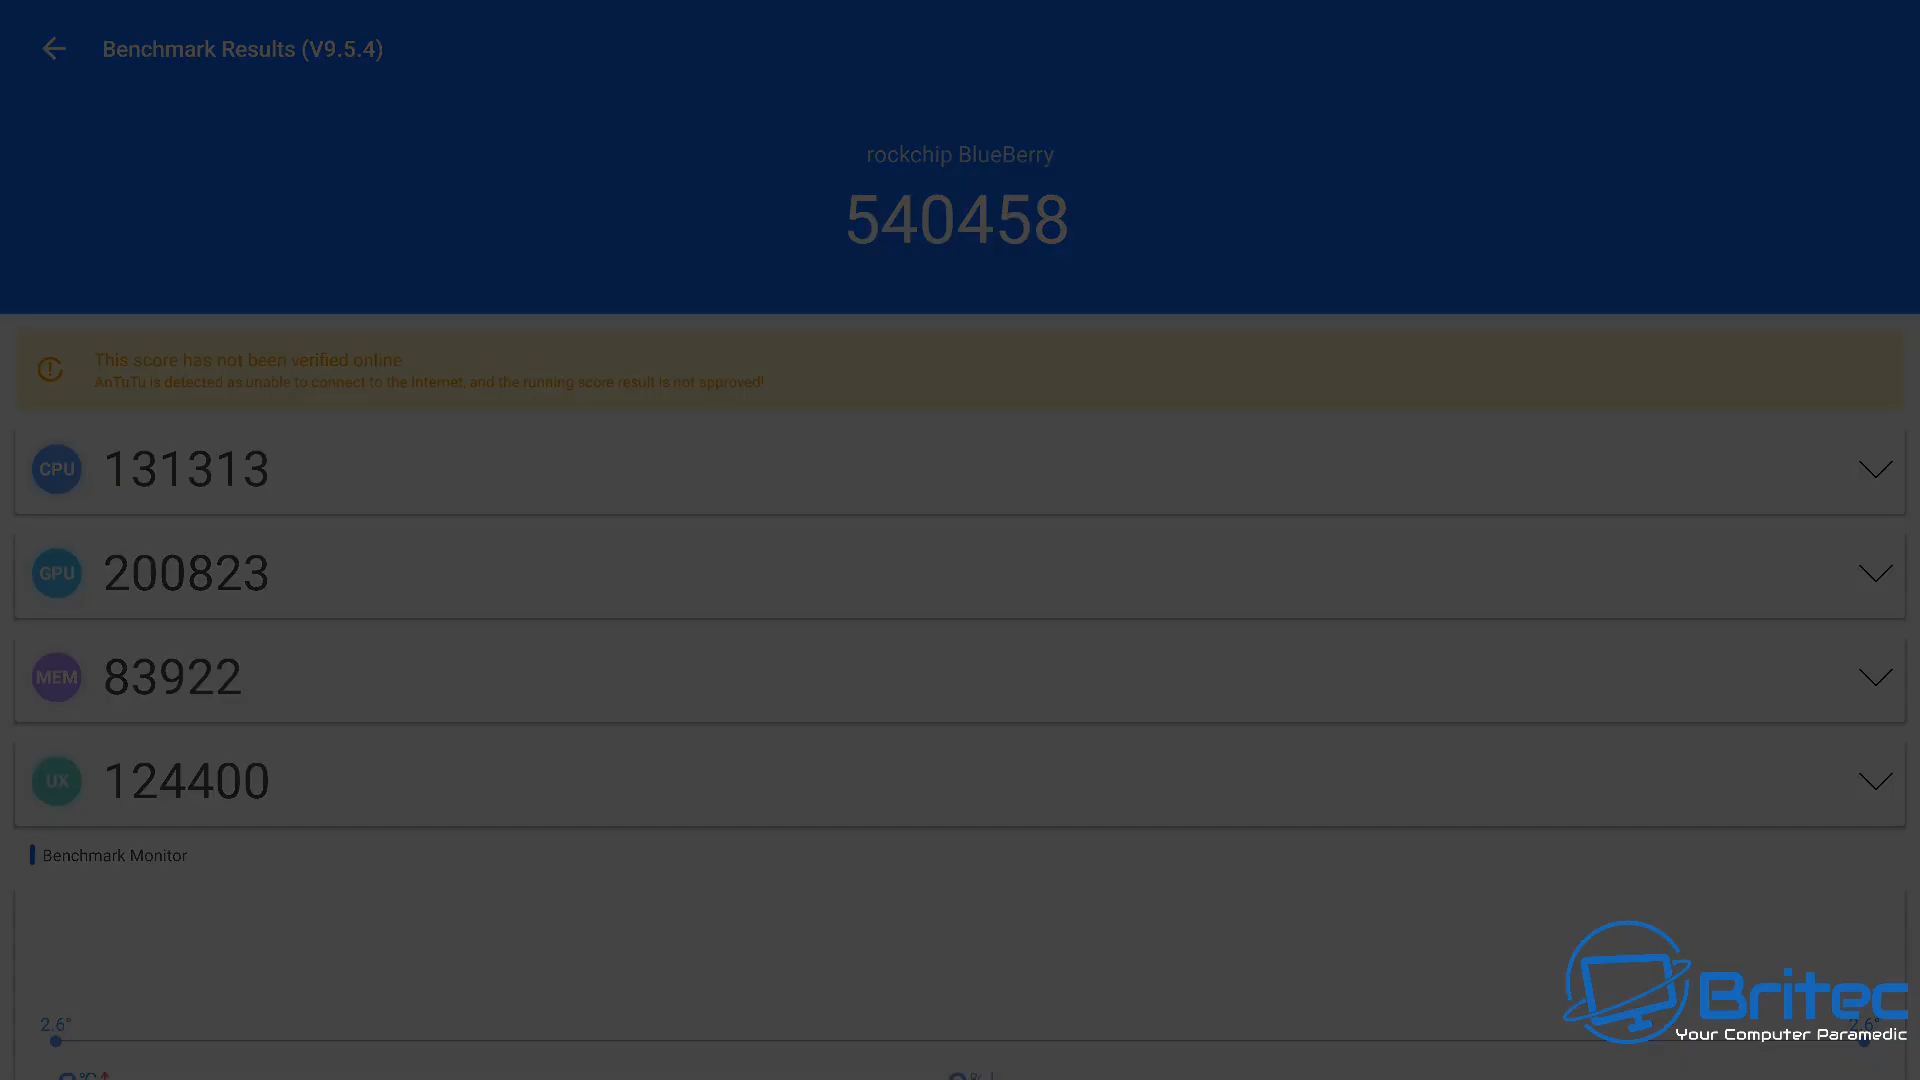 Benchmark Results (V9.5.4)
rockchip BlueBerry
540458
This score has not been verified online
AnTuTu is detected as unable to connect to the Internet, and the running score result is not approved!
CPU 131313
GPU 200823
MEM 83922
UX 124400
Benchmark Monitor
2.6°
2.6°
Britec
Your Computer Paramedic